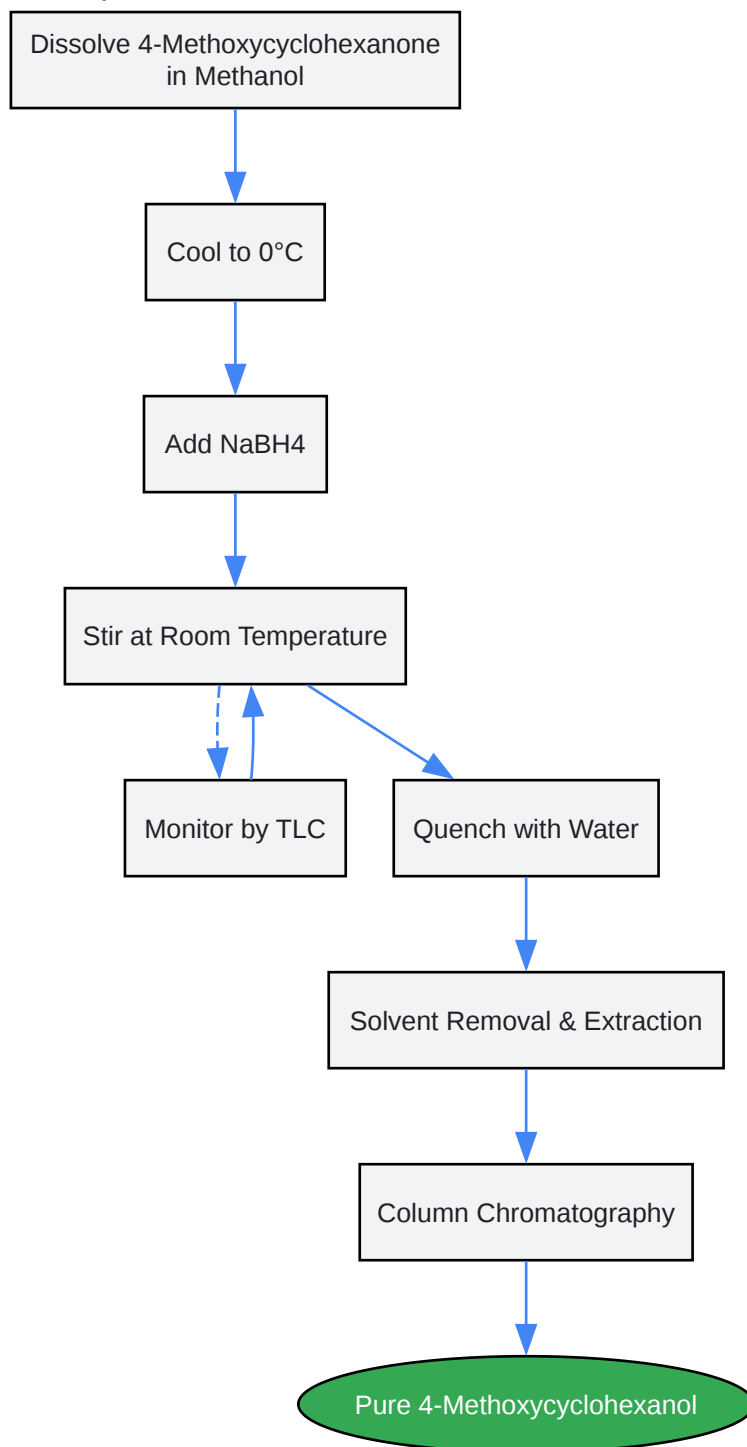 Dissolve 4-Methoxycyclohexanone
in Methanol
Cool to 0°C
Add NaBH4
Stir at Room Temperature
Monitor by TLC
Quench with Water
Solvent Removal & Extraction
Column Chromatography
Pure 4-Methoxycyclohexanol